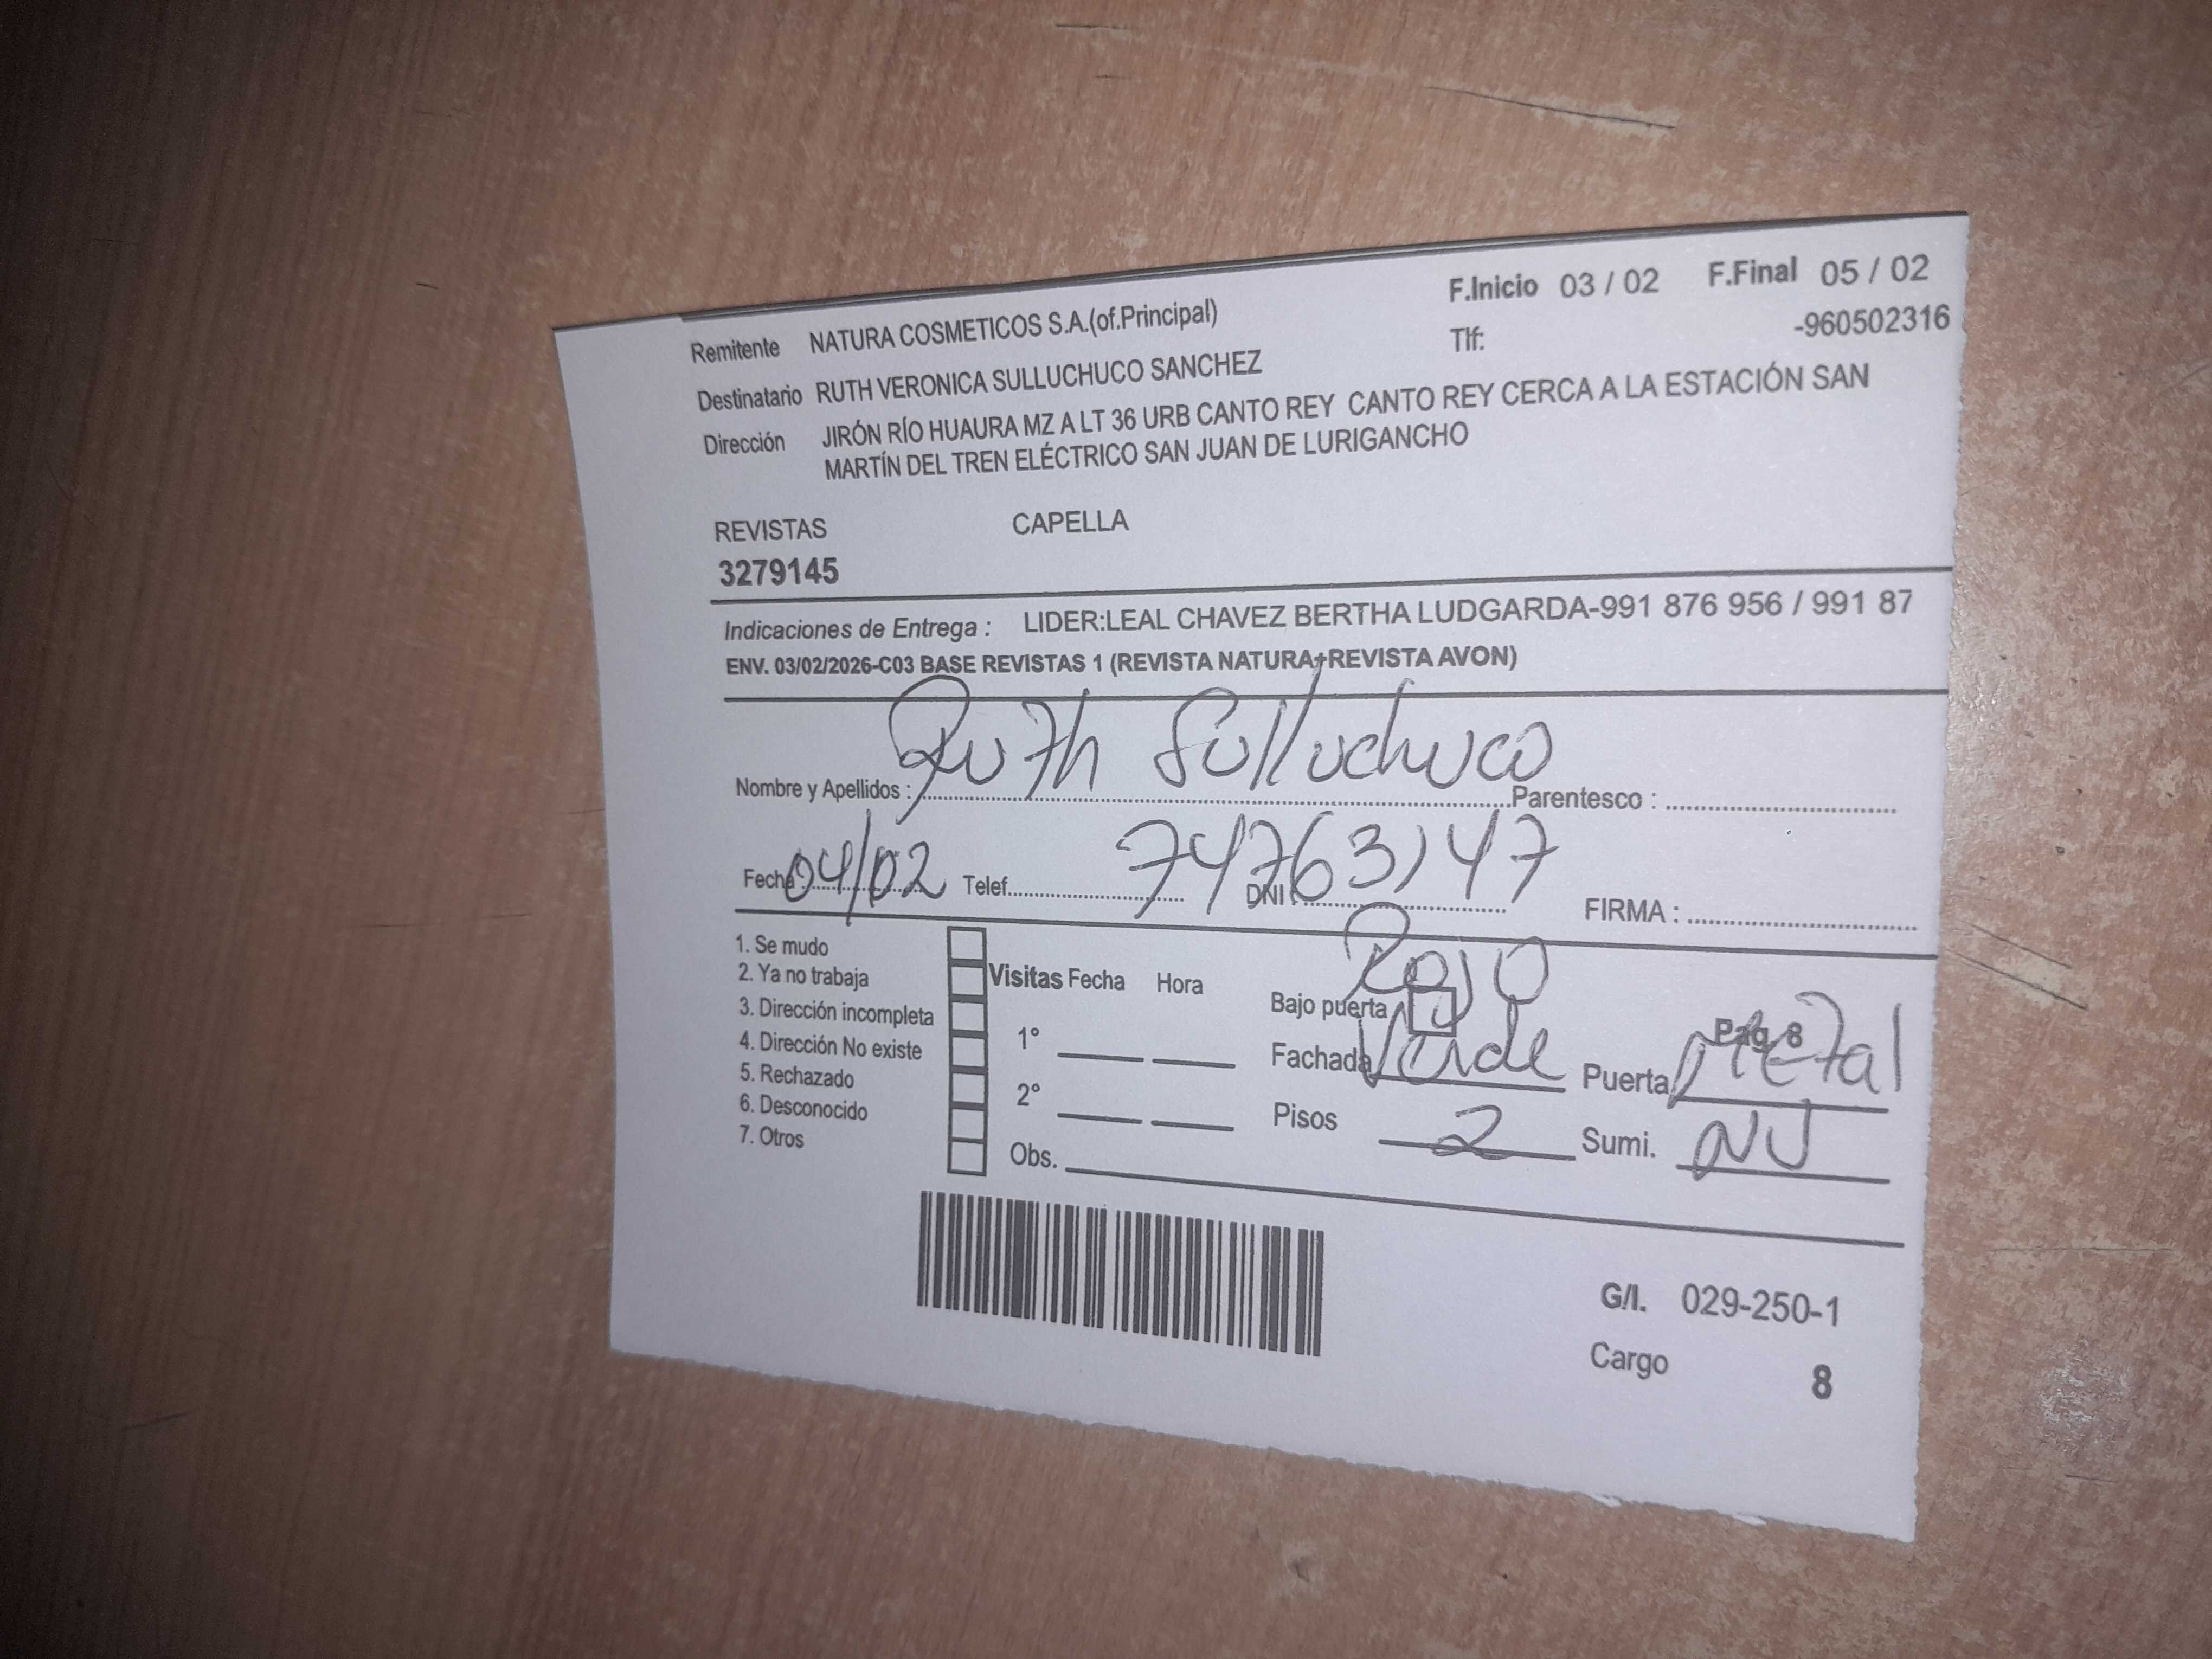 F.Inicio 03 / 02 F.Final 05 / 02
Remitente NATURA COSMETICOS S.A.(of.Principal) Tlf: -960502316
Destinatario RUTH VERONICA SULLUCHUCO SANCHEZ
Dirección JIRÓN RÍO HUAURA MZ A LT 36 URB CANTO REY CANTO REY CERCA A LA ESTACIÓN SAN
MARTÍN DEL TREN ELÉCTRICO SAN JUAN DE LURIGANCHO
REVISTAS CAPELLA
3279145
Indicaciones de Entrega : LIDER:LEAL CHAVEZ BERTHA LUDGARDA-991 876 956 / 991 87
ENV. 03/02/2026-C03 BASE REVISTAS 1 (REVISTA NATURA+REVISTA AVON)
Nombre y Apellidos : Ruth Sulluchuco Parentesco :
Fecha : 04/02 Telef. DNI : 74763147 FIRMA :
1. Se mudo
2. Ya no trabaja
3. Dirección incompleta
4. Dirección No existe
5. Rechazado
6. Desconocido
7. Otros
Visitas Fecha Hora
1°
2°
Obs.
Rojo
Bajo puerta Pag. 8
Fachada Verde Puerta Metal
Pisos 2 Sumi. NJ
G/I. 029-250-1
Cargo 8